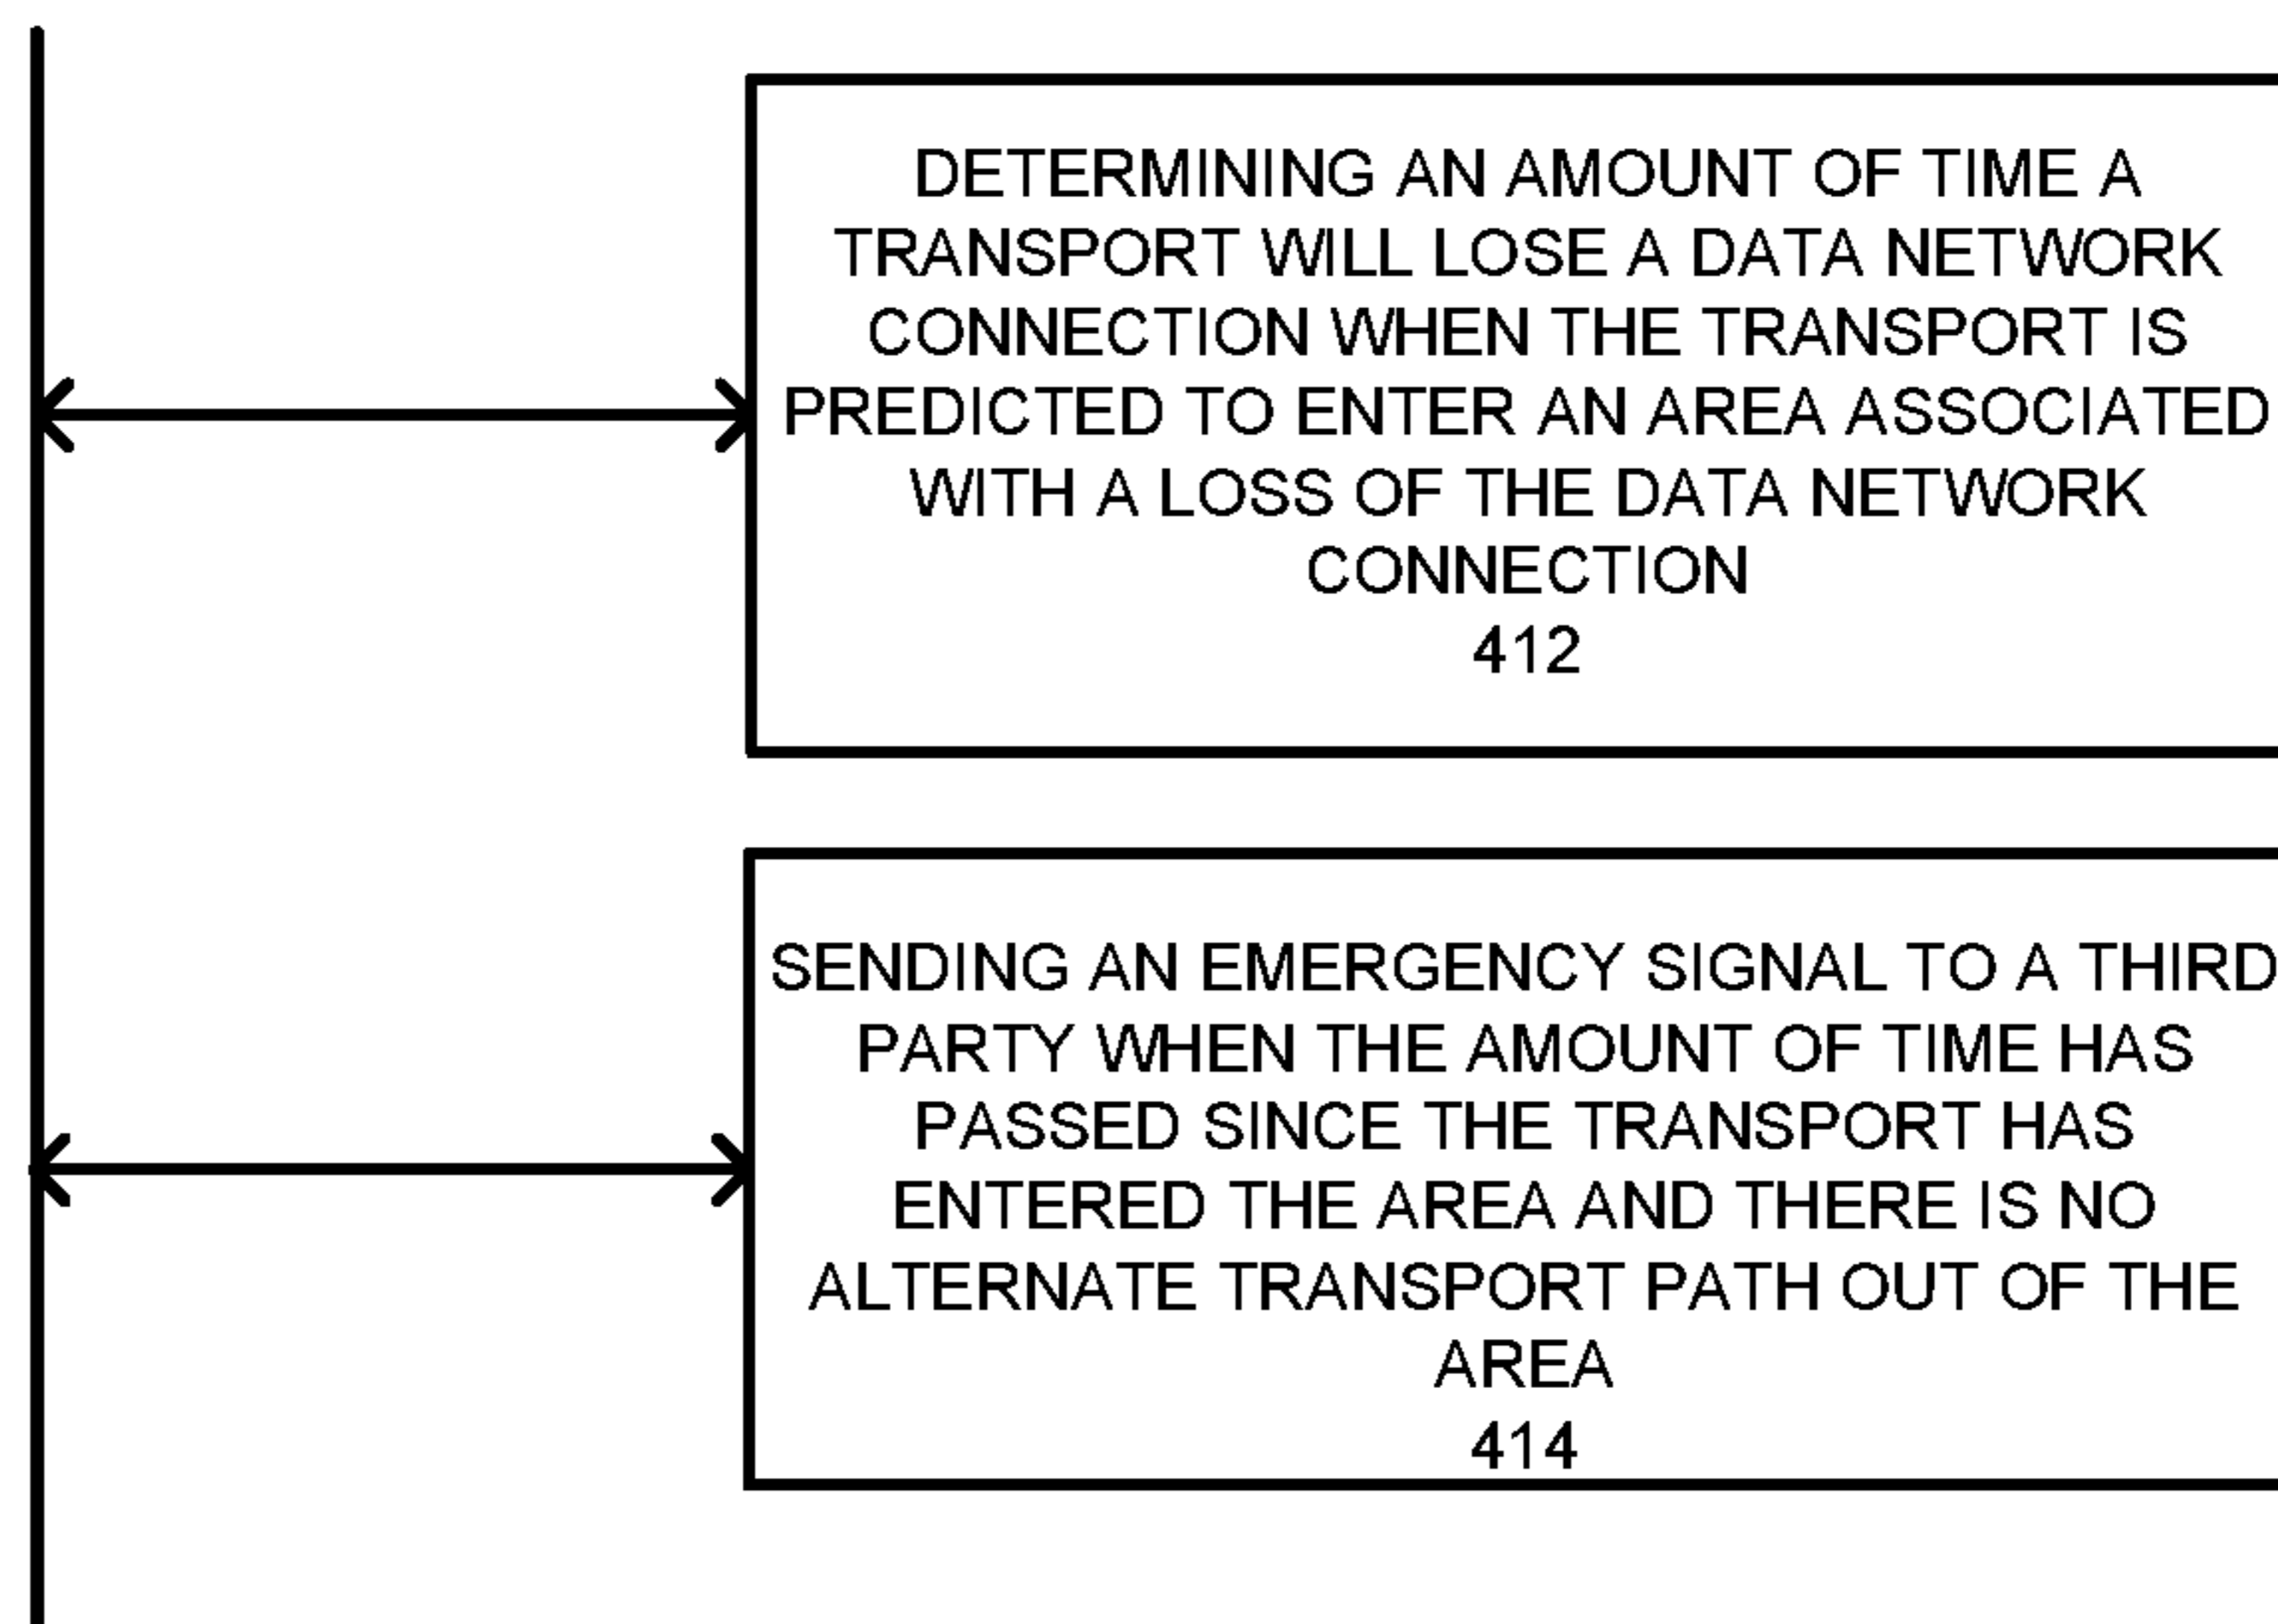 DETERMINING AN AMOUNT OF TIME A
TRANSPORT WILL LOSE A DATA NETWORK
CONNECTION WHEN THE TRANSPORT IS
PREDICTED TO ENTER AN AREA ASSOCIATED
WITH A LOSS OF THE DATA NETWORK
CONNECTION
412
SENDING AN EMERGENCY SIGNAL TO A THIRD
PARTY WHEN THE AMOUNT OF TIME HAS
PASSED SINCE THE TRANSPORT HAS
ENTERED THE AREA AND THERE IS NO
ALTERNATE TRANSPORT PATH OUT OF THE
AREA
414